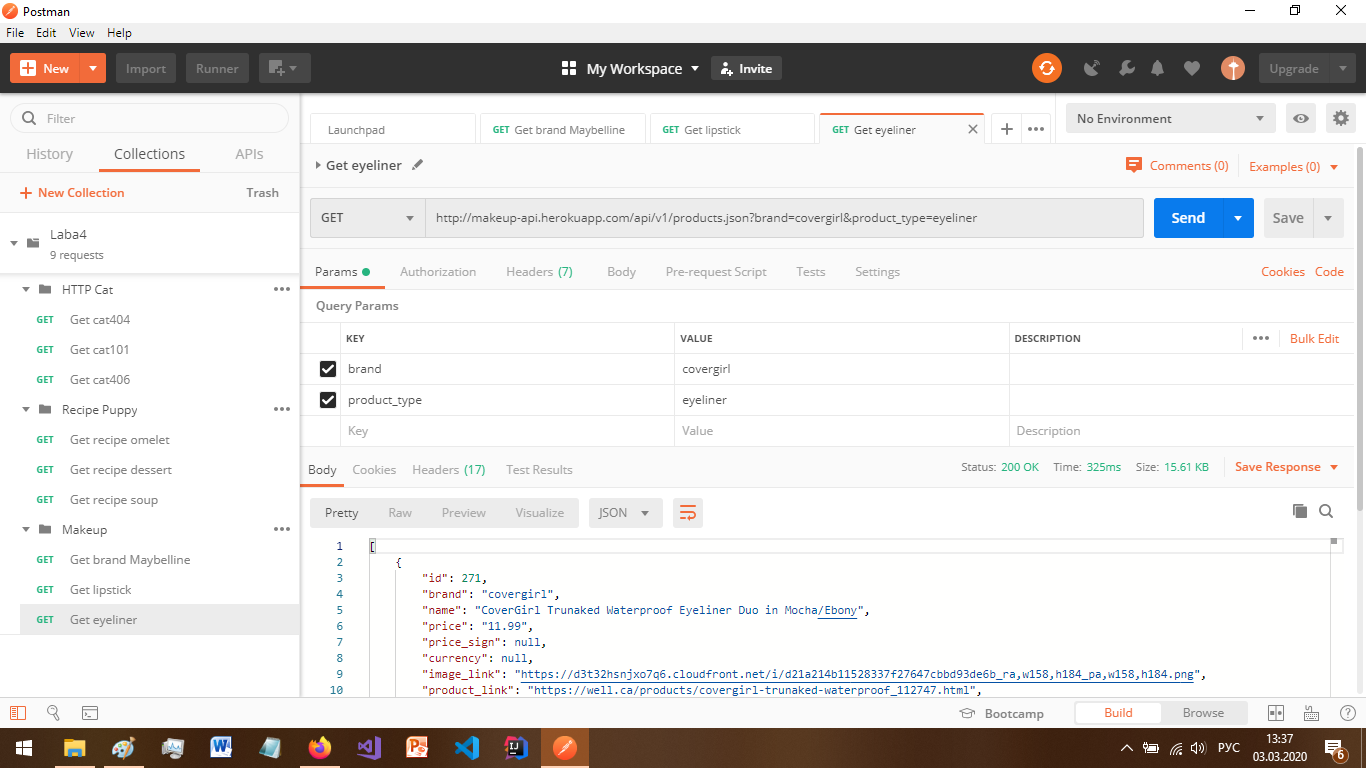 Postman
File Edit View Help
New Import Runner My Workspace Invite Upgrade
Filter
History Collections APIs
New Collection Trash
Laba4
9 requests
HTTP Cat
GET Get cat404
GET Get cat101
GET Get cat406
Recipe Puppy
GET Get recipe omelet
GET Get recipe dessert
GET Get recipe soup
Makeup
GET Get brand Maybelline
GET Get lipstick
GET Get eyeliner
Launchpad GET Get brand Maybelline GET Get lipstick GET Get eyeliner No Environment
Get eyeliner Comments (0) Examples (0)
GET http://makeup-api.herokuapp.com/api/v1/products.json?brand=covergirl&product_type=eyeliner Send Save
Params Authorization Headers (7) Body Pre-request Script Tests Settings Cookies Code
Query Params
KEY VALUE DESCRIPTION Bulk Edit
brand covergirl
product_type eyeliner
Key Value Description
Body Cookies Headers (17) Test Results Status: 200 OK Time: 325ms Size: 15.61 KB Save Response
Pretty Raw Preview Visualize JSON
1 [
2 {
3 "id": 271,
4 "brand": "covergirl",
5 "name": "CoverGirl Trunaked Waterproof Eyeliner Duo in Mocha/Ebony",
6 "price": "11.99",
7 "price_sign": null,
8 "currency": null,
9 "image_link": "https://d3t32hsnjxo7q6.cloudfront.net/i/d21a214b11528337f27647cbbd93de6b_ra,w158,h184_pa,w158,h184.png",
10 "product_link": "https://well.ca/products/covergirl-trunaked-waterproof_112747.html",
Bootcamp Build Browse
РУС 13:37
03.03.2020 6